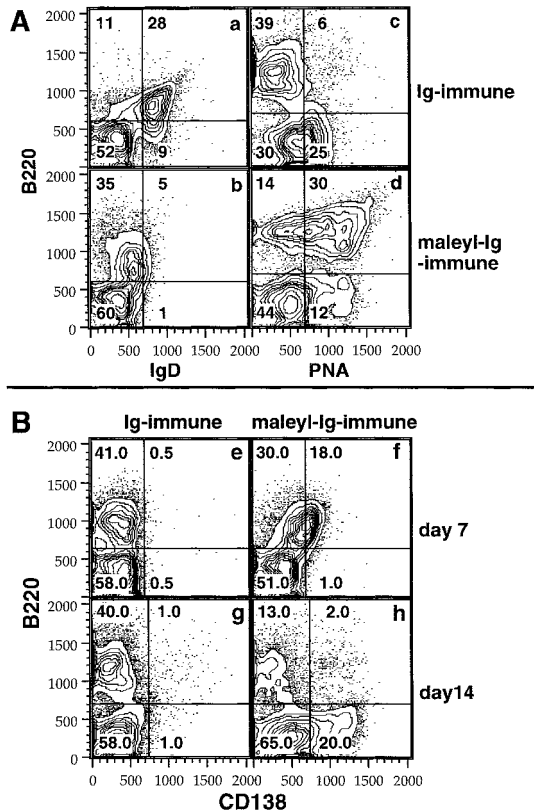 A
2000 11 28 a 39 6 c
1500
1000
500
0 52 9 30 25
Ig-immune
B220
2000 35 5 b 14 30 d
1500
1000
500
0 60 1 44 12
maleyl-Ig
-immune
0 500 1000 1500 2000 0 500 1000 1500 2000
IgD PNA
B Ig-immune maleyl-Ig-immune
2000 41.0 0.5 e 30.0 18.0 f
1500
1000
500
0 58.0 0.5 51.0 1.0
day 7
B220
2000 40.0 1.0 g 13.0 2.0 h
1500
1000
500
0 58.0 1.0 65.0 20.0
day14
0 500 1000 1500 2000 0 500 1000 1500 2000
CD138